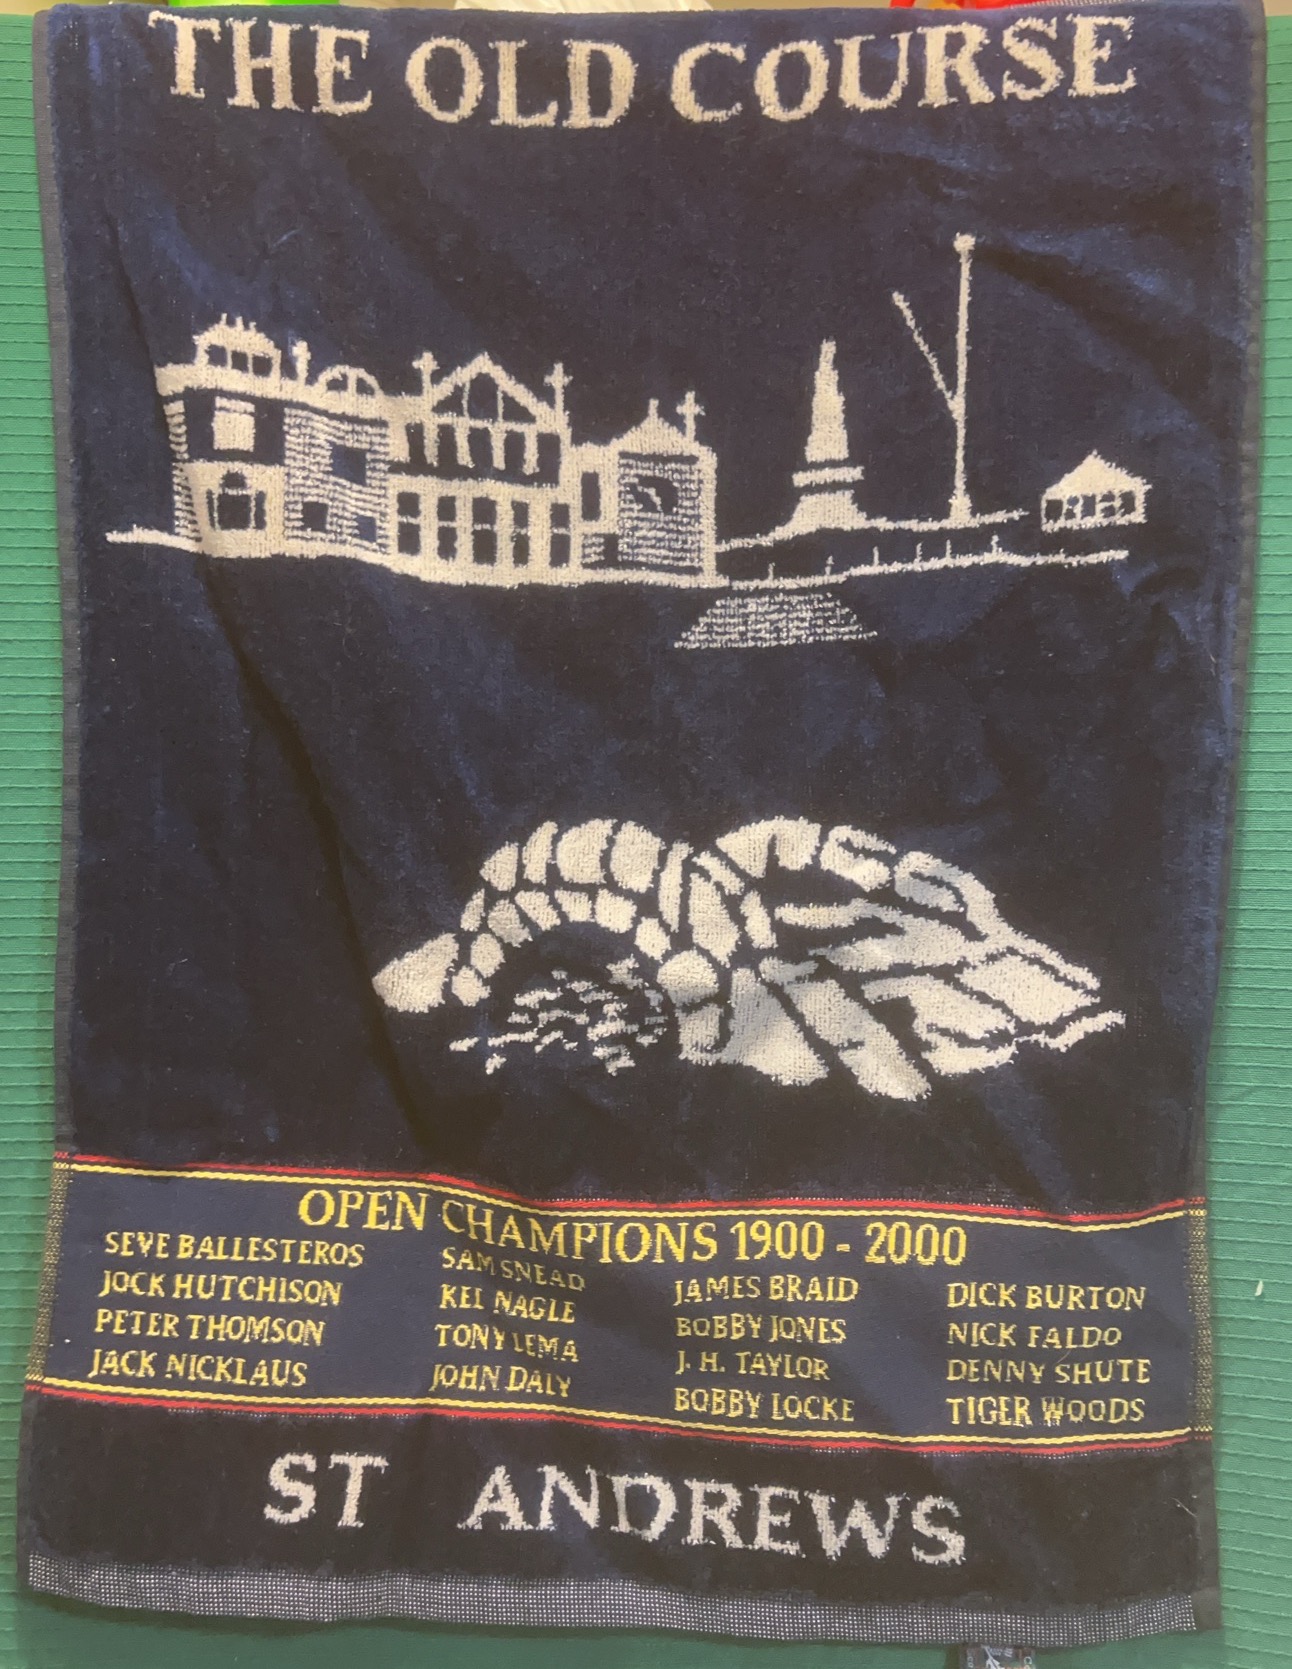 THE OLD COURSE
OPEN CHAMPIONS 1900 - 2000
SEVE BALLESTEROS
JOCK HUTCHISON
PETER THOMSON
JACK NICKLAUS
SAM SNEAD
KEL NAGLE
TONY LEMA
JOHN DALY
JAMES BRAID
BOBBY JONES
J. H. TAYLOR
BOBBY LOCKE
DICK BURTON
NICK FALDO
DENNY SHUTE
TIGER WOODS
ST ANDREWS